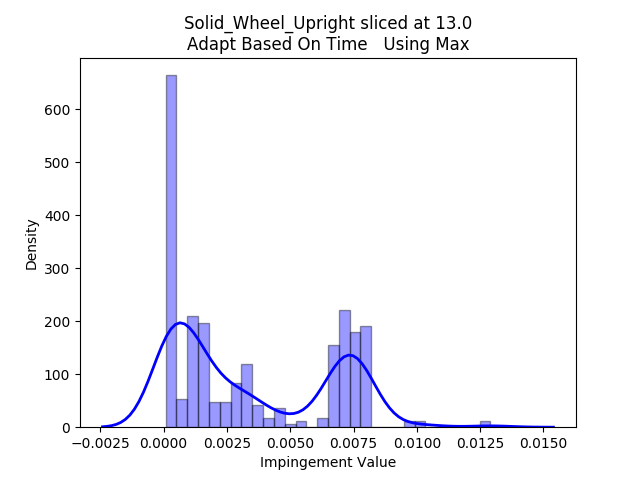 Solid_Wheel_Upright sliced at 13.0
Adapt Based On Time   Using Max
Density
600
500
400
300
200
100
0
−0.0025 0.0000 0.0025 0.0050 0.0075 0.0100 0.0125 0.0150
Impingement Value